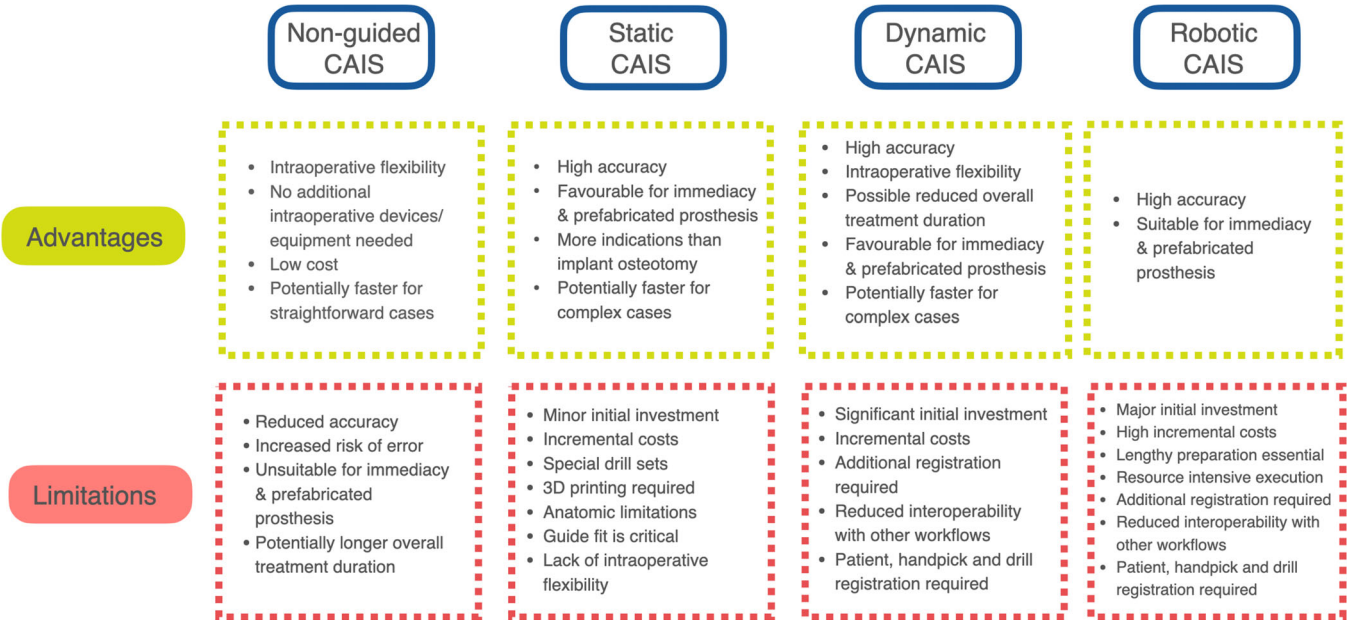 Non-guided
CAIS
Static
CAIS
Dynamic
CAIS
Robotic
CAIS
Advantages
• Intraoperative flexibility
• No additional
intraoperative devices/
equipment needed
• Low cost
• Potentially faster for
straightforward cases
• High accuracy
• Favourable for immediacy
& prefabricated prosthesis
• More indications than
implant osteotomy
• Potentially faster for
complex cases
• High accuracy
• Intraoperative flexibility
• Possible reduced overall
treatment duration
• Favourable for immediacy
& prefabricated prosthesis
• Potentially faster for
complex cases
• High accuracy
• Suitable for immediacy
& prefabricated
prosthesis
Limitations
• Reduced accuracy
• Increased risk of error
• Unsuitable for immediacy
& prefabricated
prosthesis
• Potentially longer overall
treatment duration
• Minor initial investment
• Incremental costs
• Special drill sets
• 3D printing required
• Anatomic limitations
• Guide fit is critical
• Lack of intraoperative
flexibility
• Significant initial investment
• Incremental costs
• Additional registration
required
• Reduced interoperability
with other workflows
• Patient, handpick and drill
registration required
• Major initial investment
• High incremental costs
• Lengthy preparation essential
• Resource intensive execution
• Additional registration required
• Reduced interoperability with
other workflows
• Patient, handpick and drill
registration required